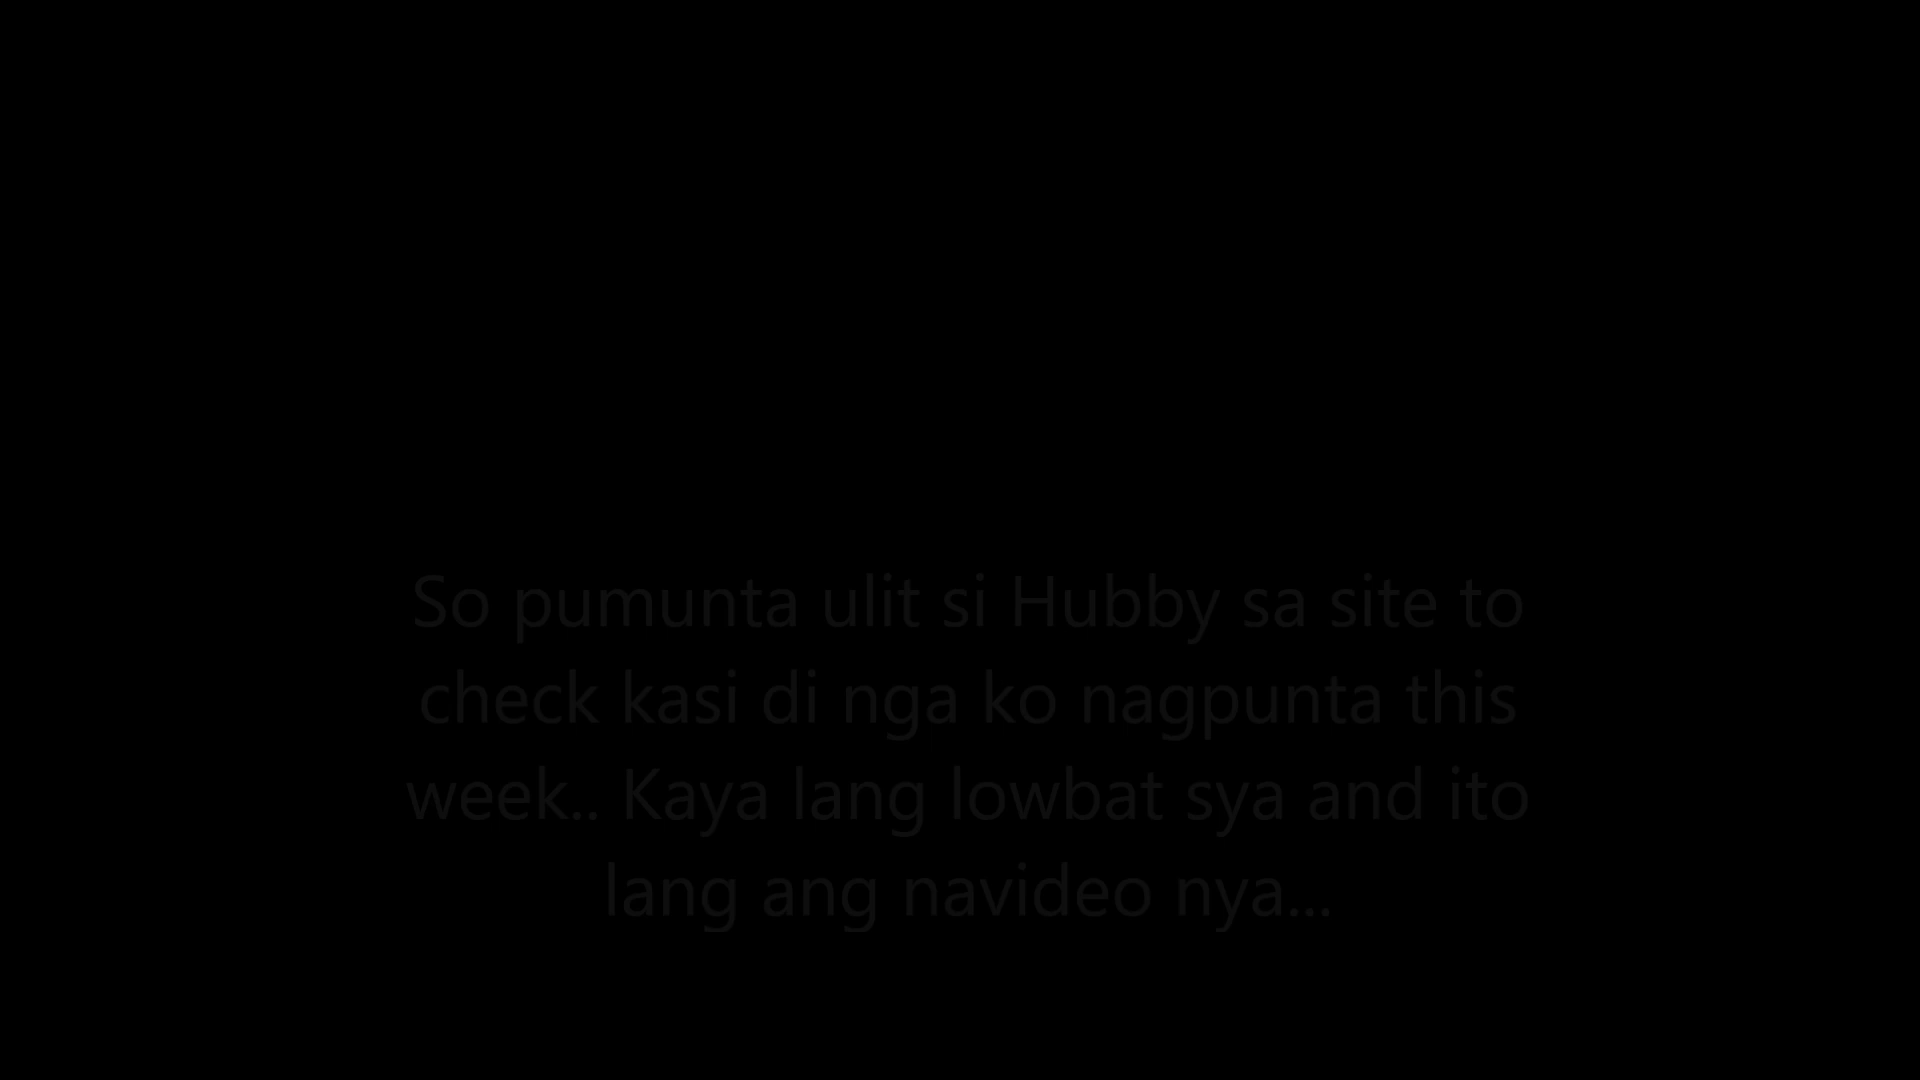 So pumunta ulit si Hubby sa site to
check kasi di nga ko nagpunta this
week.. Kaya lang lowbat sya and ito
lang ang navideo nya...